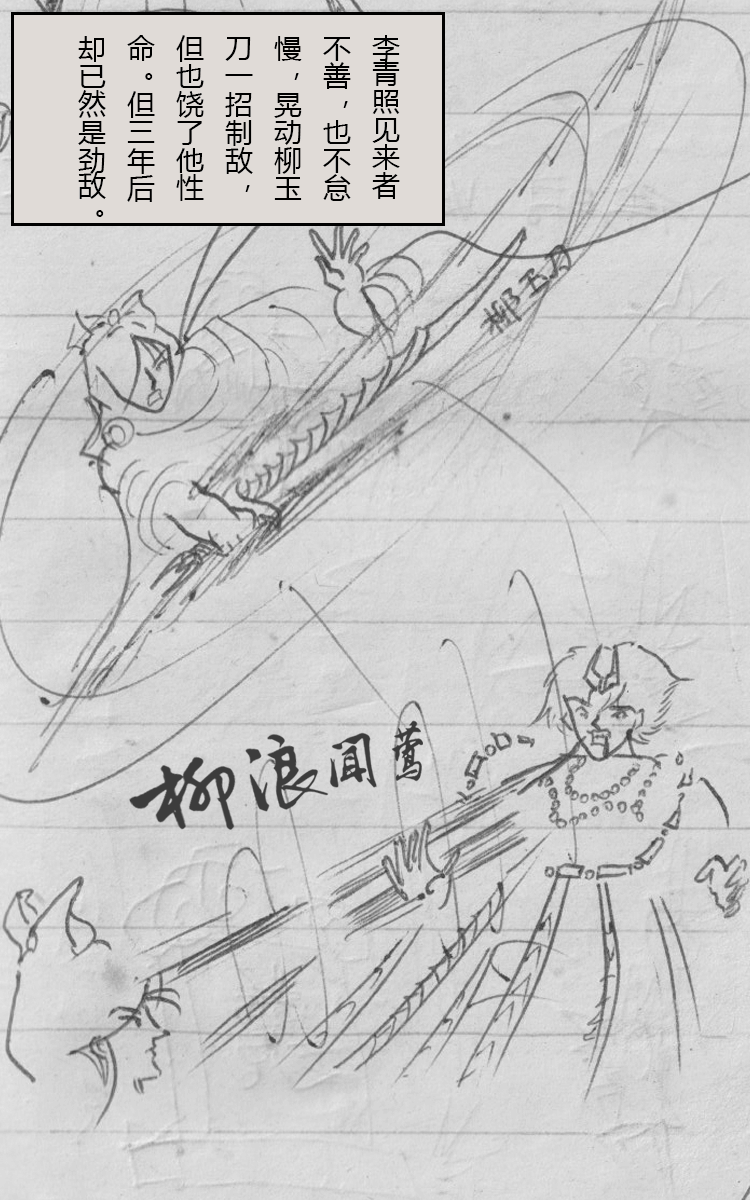 李青照见来者
不善，也不怠
慢，晃动柳玉
刀一招制敌，
但也饶了他性
命。但三年后
却已然是劲敌。
柳玉刀
柳浪闻莺